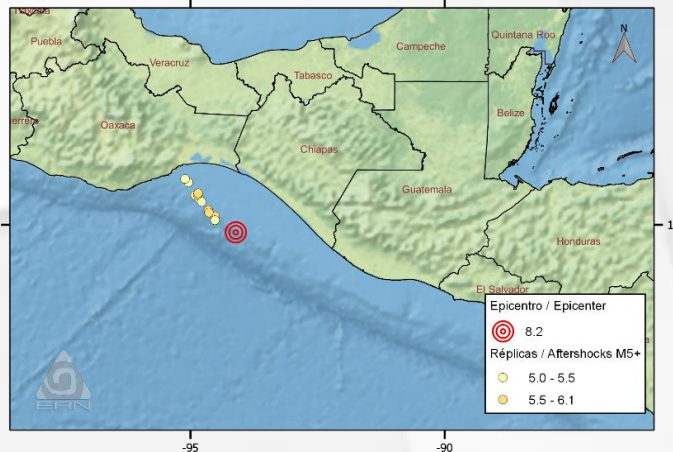 Tlaxcala
Puebla
Veracruz
Tabasco
Campeche
Quintana Roo
N
Belize
Oaxaca
Chiapas
Guatemala
Honduras
El Salvador
Epicentro / Epicenter
8.2
Réplicas / Aftershocks M5+
5.0 - 5.5
5.5 - 6.1
ERN
-95
-90